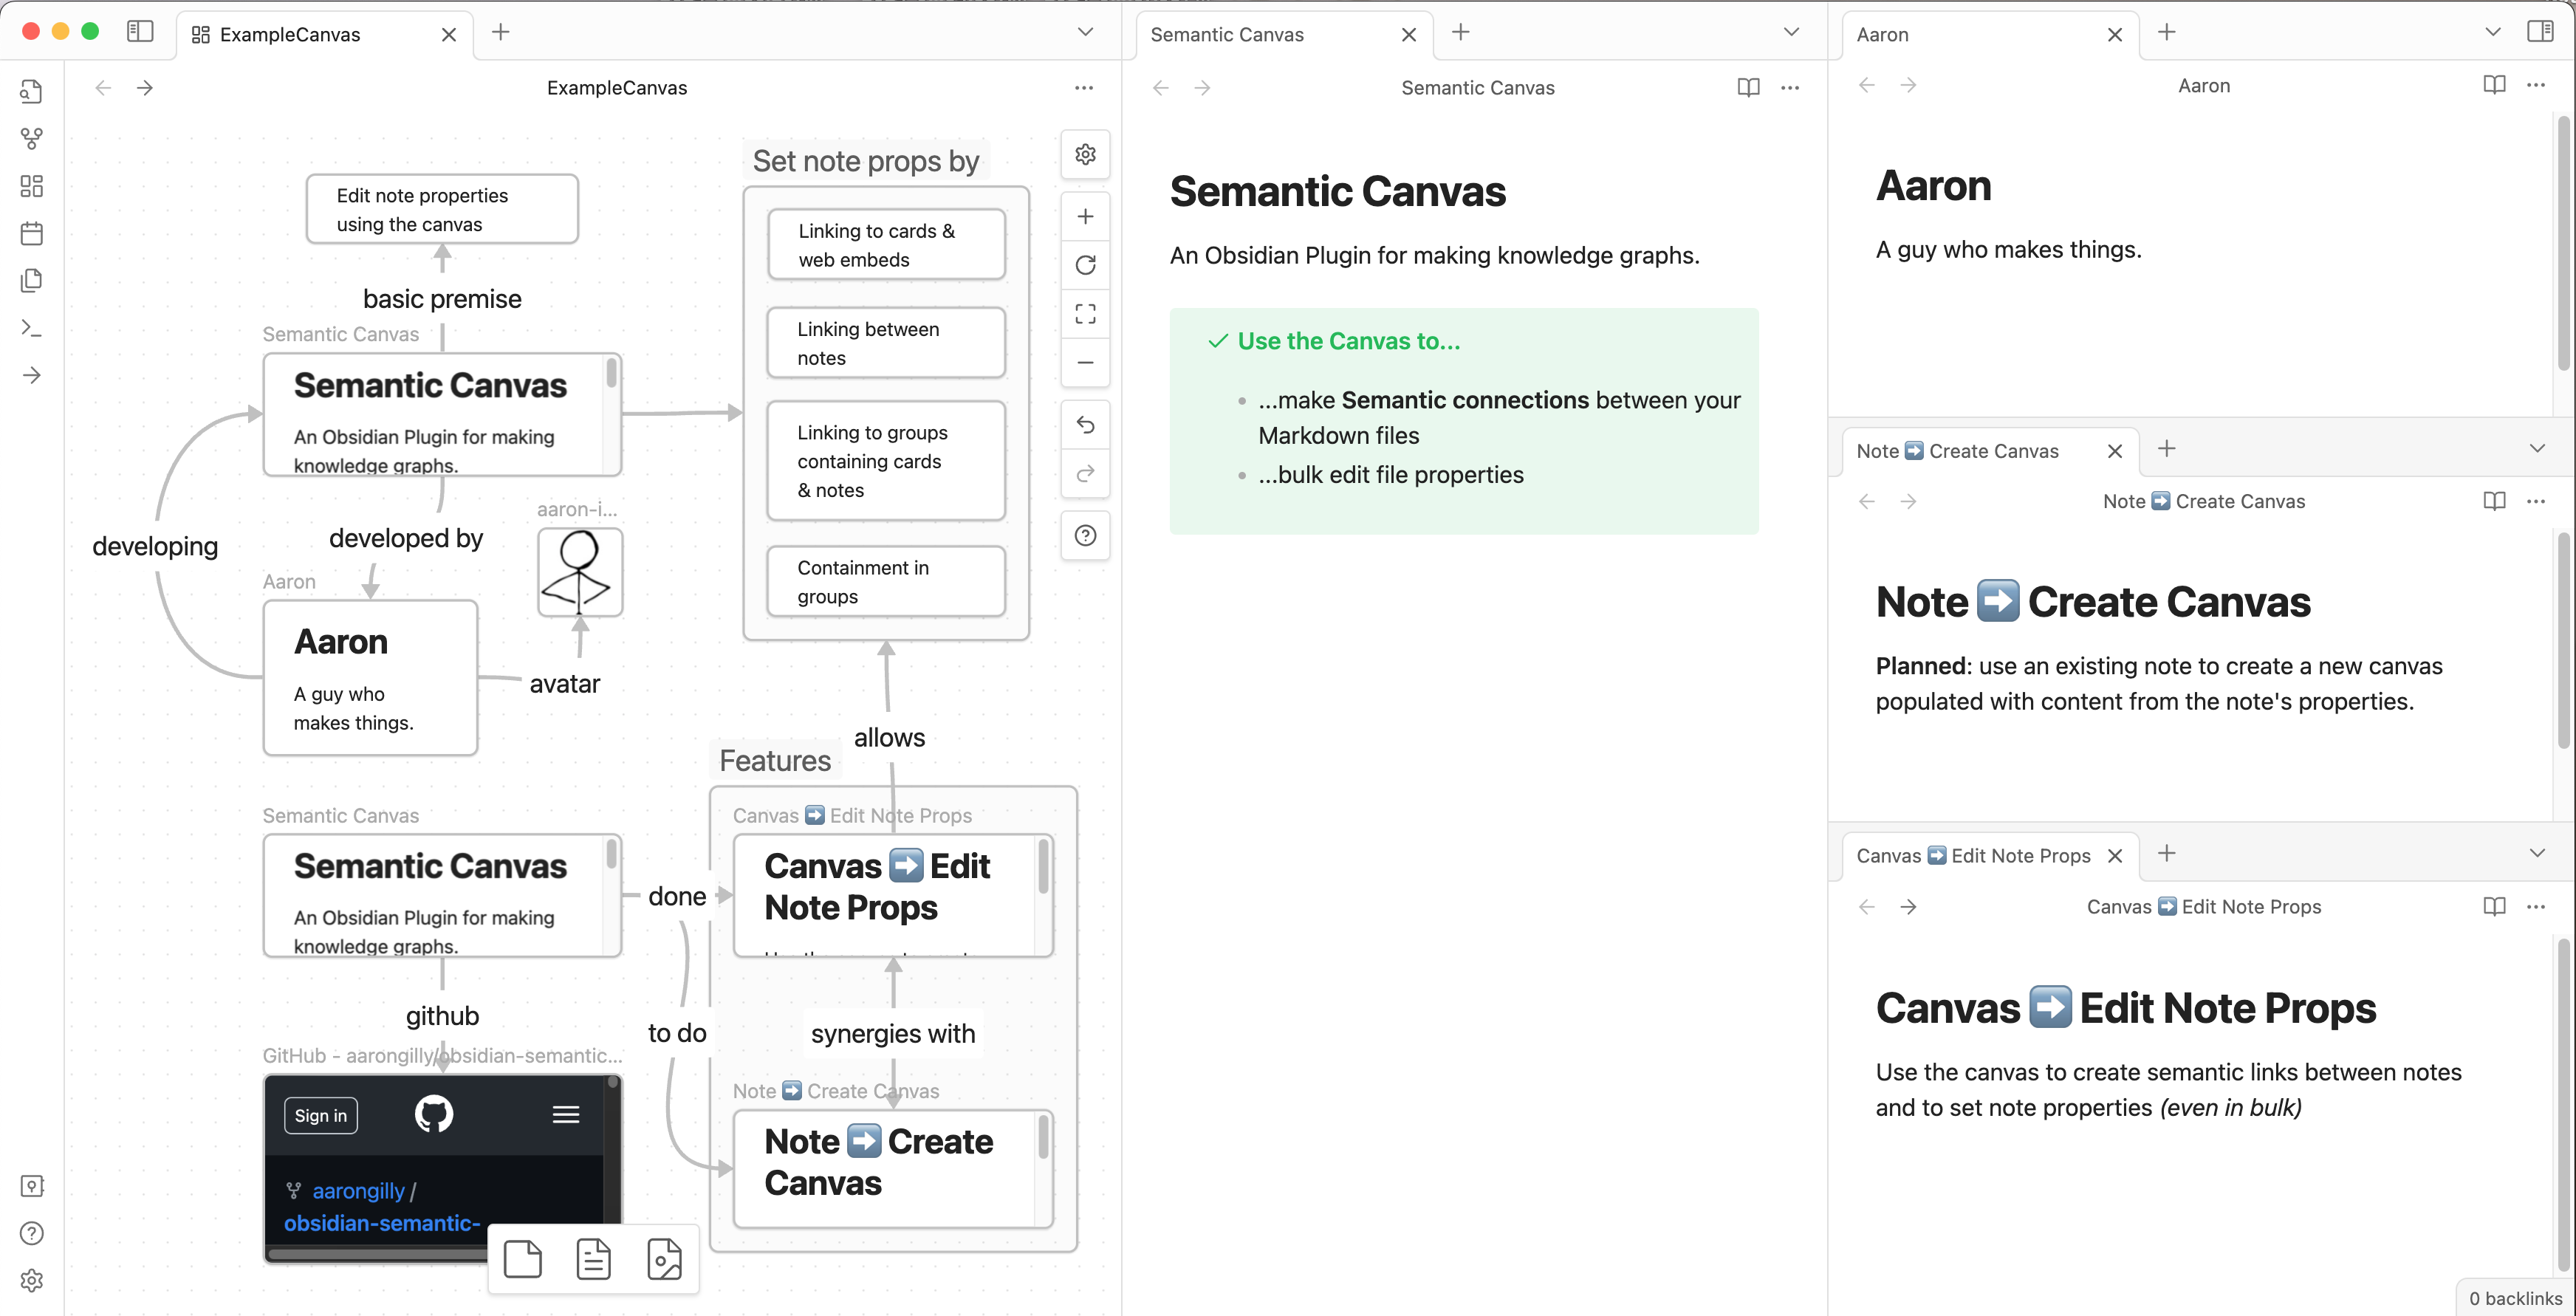 ExampleCanvas
ExampleCanvas
Set note props by
Edit note properties
using the canvas
Linking to cards &
web embeds
basic premise
Linking between
notes
Semantic Canvas
Semantic Canvas
An Obsidian Plugin for making
knowledge graphs.
Linking to groups
containing cards
& notes
aaron-i...
developing
developed by
Containment in
groups
Aaron
Aaron
A guy who
makes things.
avatar
allows
Features
Semantic Canvas
Semantic Canvas
An Obsidian Plugin for making
knowledge graphs.
Canvas ➡️ Edit Note Props
Canvas ➡️ Edit
Note Props
done
github
to do
synergies with
GitHub - aarongilly/obsidian-semantic...
Sign in
aarongilly /
obsidian-semantic-
Note ➡️ Create Canvas
Note ➡️ Create
Canvas
Semantic Canvas
Semantic Canvas
Semantic Canvas
An Obsidian Plugin for making knowledge graphs.
Use the Canvas to...
...make Semantic connections between your
Markdown files
...bulk edit file properties
Aaron
Aaron
Aaron
A guy who makes things.
Note ➡️ Create Canvas
Note ➡️ Create Canvas
Note ➡️ Create Canvas
Planned: use an existing note to create a new canvas
populated with content from the note's properties.
Canvas ➡️ Edit Note Props
Canvas ➡️ Edit Note Props
Canvas ➡️ Edit Note Props
Use the canvas to create semantic links between notes
and to set note properties (even in bulk)
0 backlinks